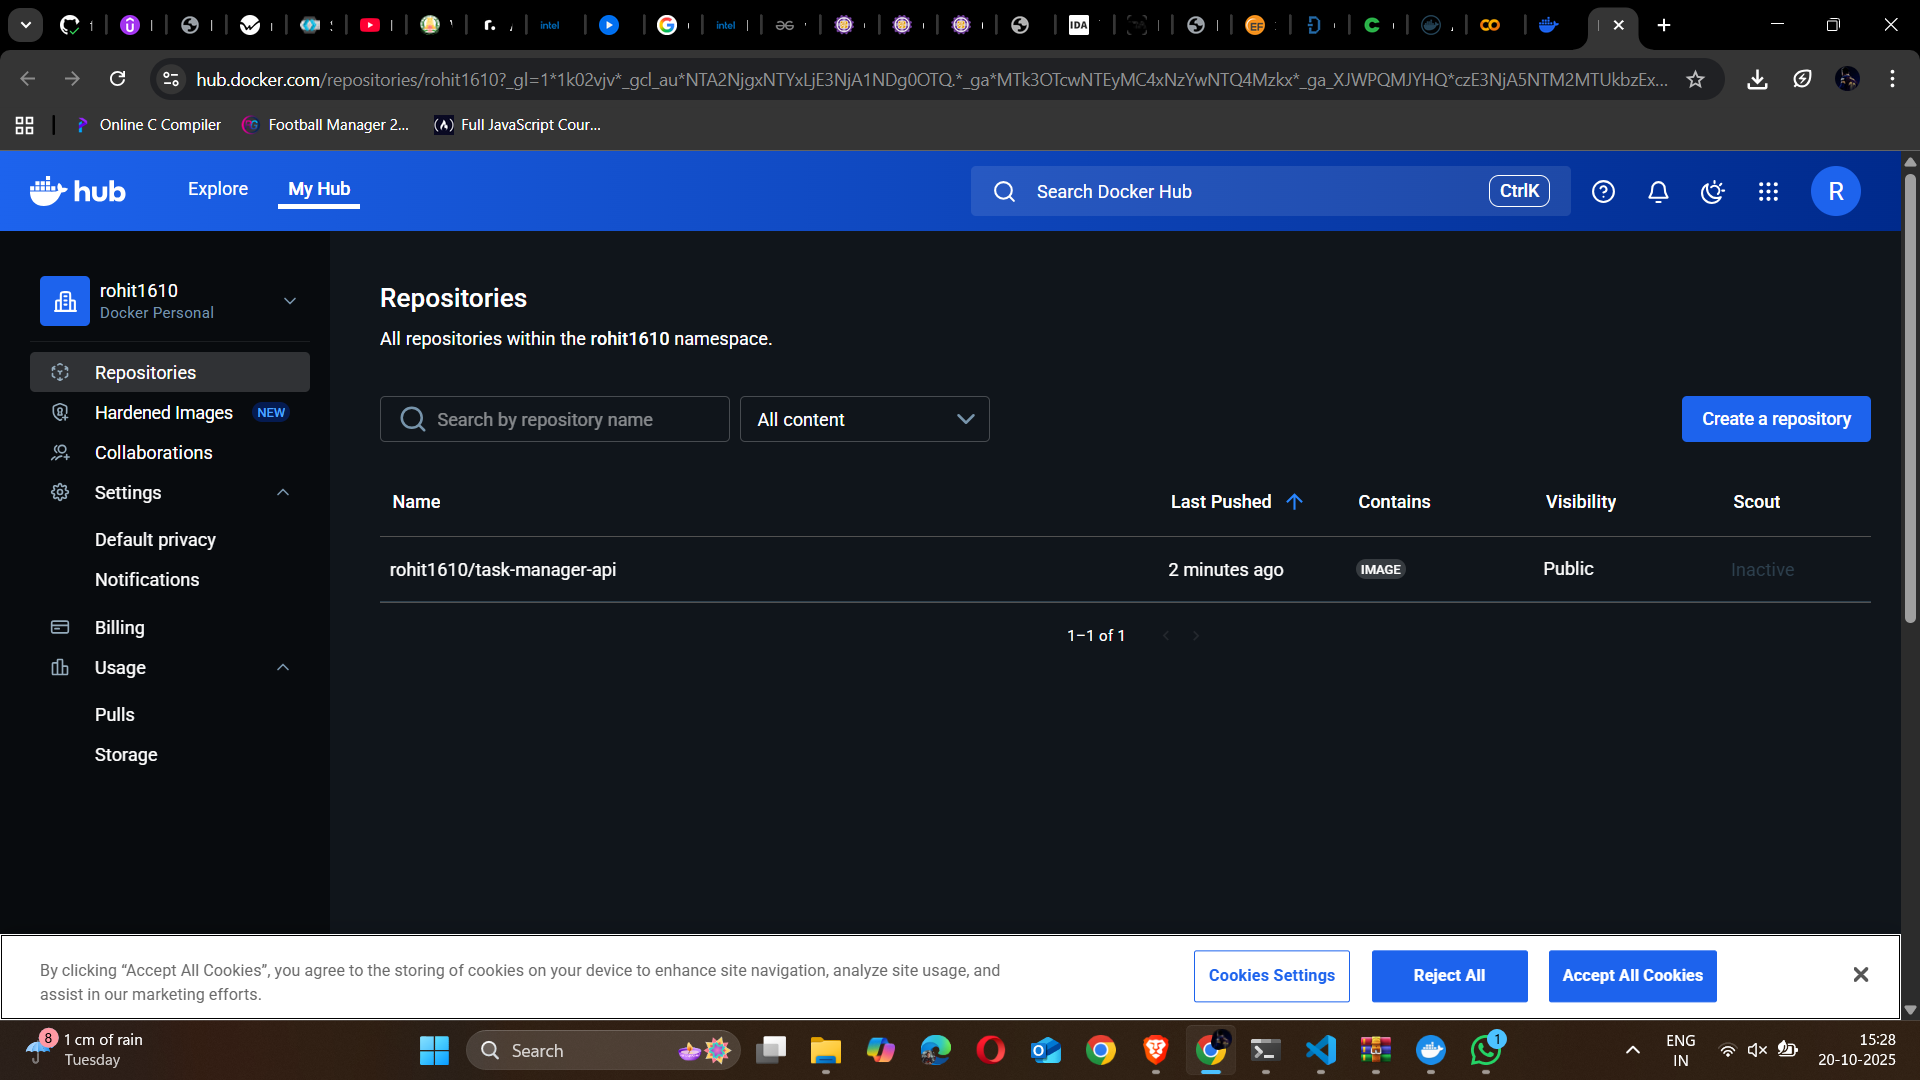 hub.docker.com/repositories/rohit1610?_gl=1*1k02vjv*_gcl_au*NTA2NjgxNTYxLjE3NjA1NDg0OTQ.*_ga*MTk3OTcwNTEyMC4xNzYwNTQ4Mzkx*_ga_XJWPQMJYHQ*czE3NjA5NTM2MTUkbzEx...
Online C Compiler
Football Manager 2...
Full JavaScript Cour...
hub
Explore
My Hub
Search Docker Hub
CtrlK
R
rohit1610
Docker Personal
Repositories
Hardened Images NEW
Collaborations
Settings
Default privacy
Notifications
Billing
Usage
Pulls
Storage
Repositories
All repositories within the rohit1610 namespace.
Search by repository name
All content
Create a repository
Name Last Pushed Contains Visibility Scout
rohit1610/task-manager-api 2 minutes ago IMAGE Public Inactive
1–1 of 1
By clicking “Accept All Cookies”, you agree to the storing of cookies on your device to enhance site navigation, analyze site usage, and
assist in our marketing efforts.
Cookies Settings
Reject All
Accept All Cookies
8
1 cm of rain
Tuesday
Search
1
ENG
IN
15:28
20-10-2025